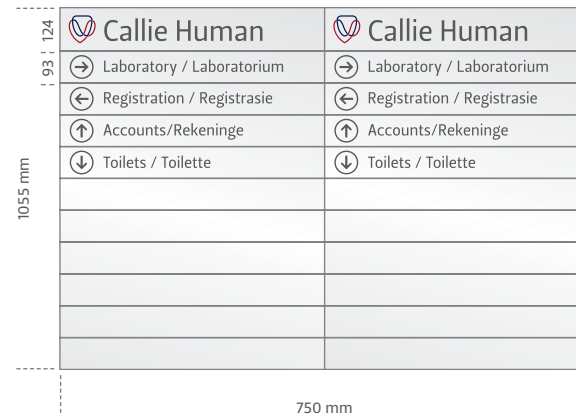 124
93
1055 mm
Callie Human
Laboratory / Laboratorium
Registration / Registrasie
Accounts/Rekeninge
Toilets / Toilette
Callie Human
Laboratory / Laboratorium
Registration / Registrasie
Accounts/Rekeninge
Toilets / Toilette
750 mm